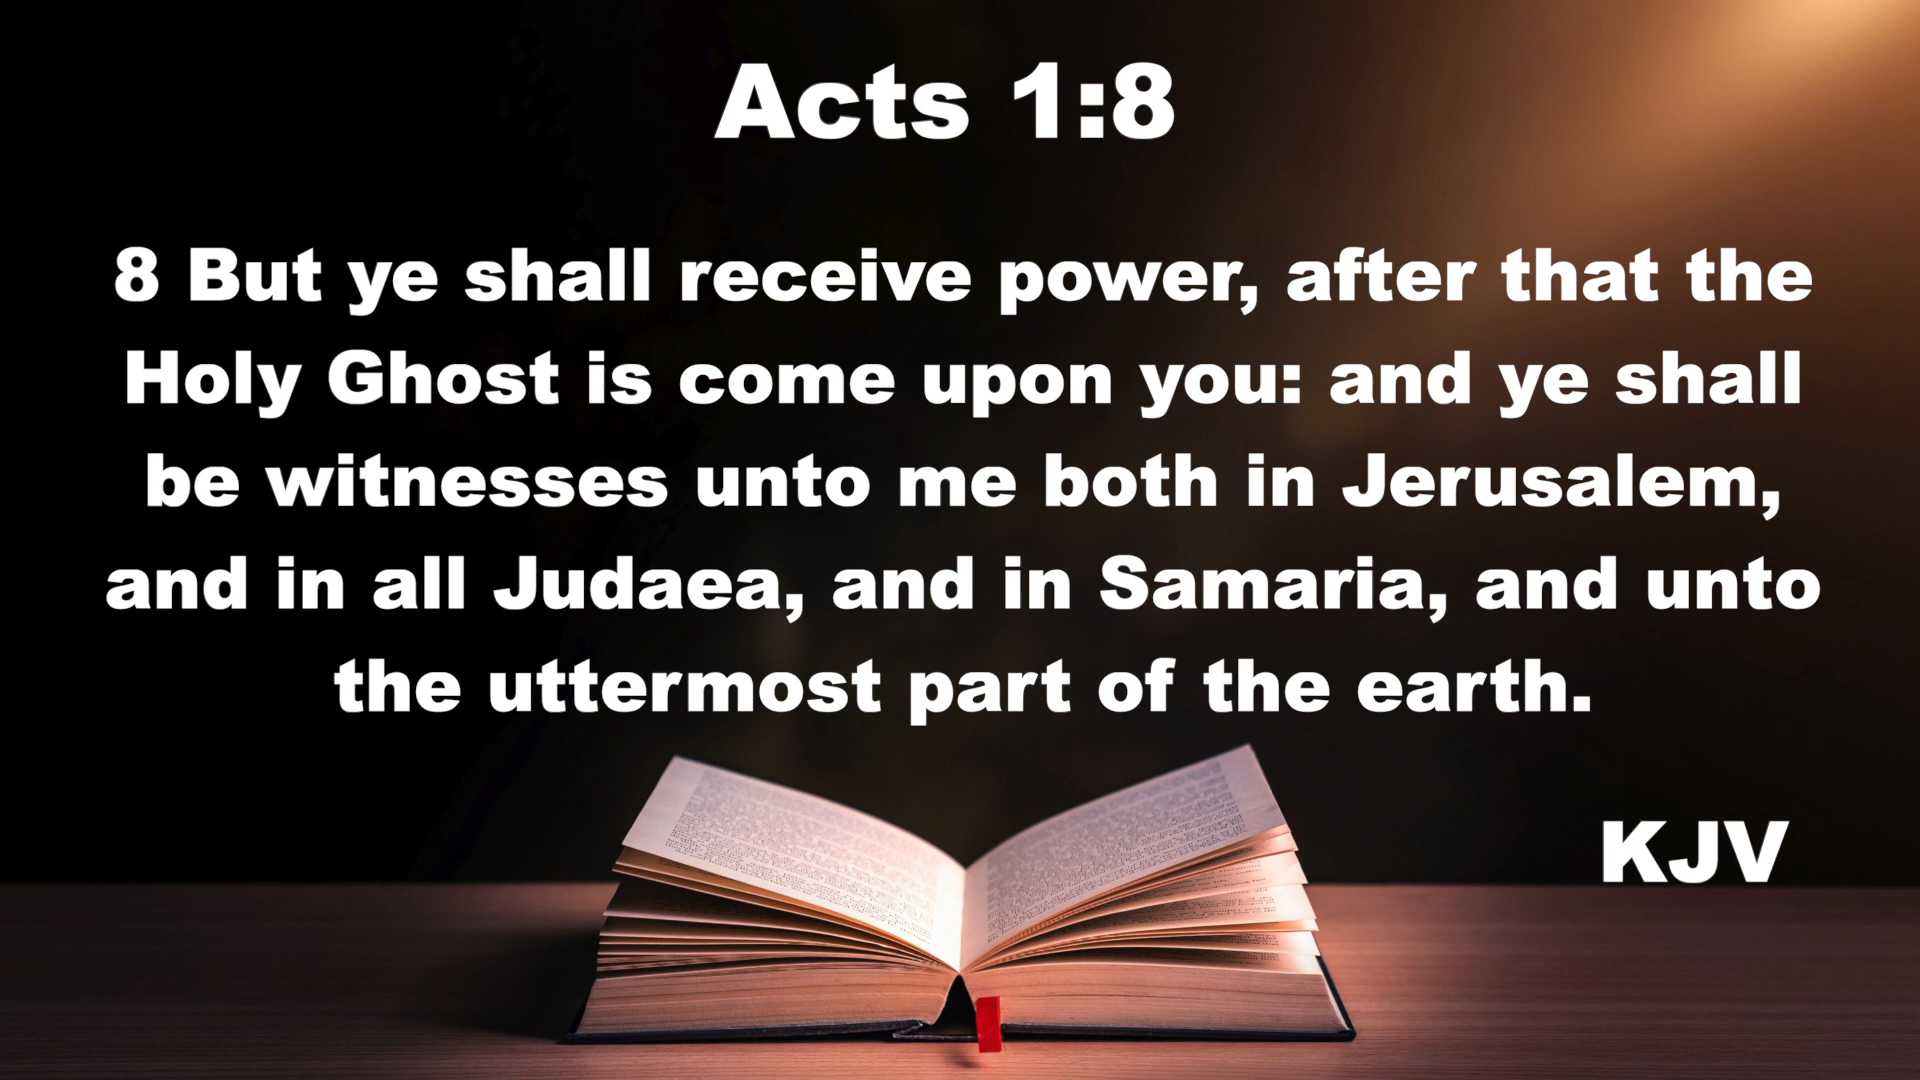 Acts 1:8
8 But ye shall receive power, after that the
Holy Ghost is come upon you: and ye shall
be witnesses unto me both in Jerusalem,
and in all Judaea, and in Samaria, and unto
the uttermost part of the earth.
KJV